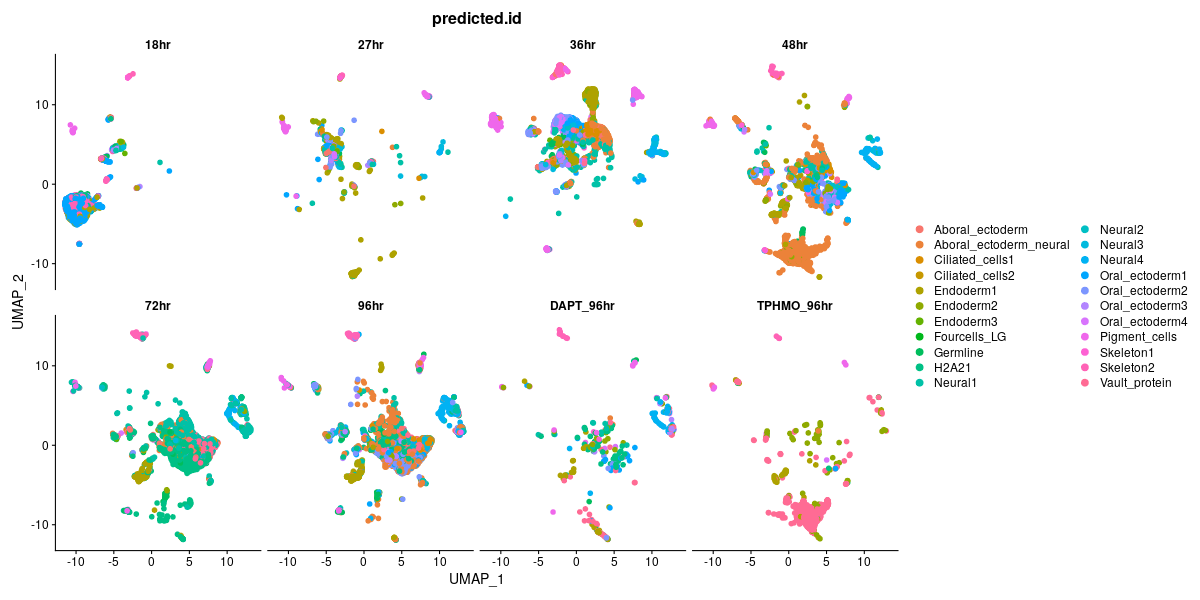 predicted.id
18hr 27hr 36hr 48hr
10
0
-10
72hr 96hr DAPT_96hr TPHMO_96hr
10
0
-10
-10 -5 0 5 10 -10 -5 0 5 10 -10 -5 0 5 10 -10 -5 0 5 10
UMAP_1
UMAP_2
Aboral_ectoderm
Aboral_ectoderm_neural
Ciliated_cells1
Ciliated_cells2
Endoderm1
Endoderm2
Endoderm3
Fourcells_LG
Germline
H2A21
Neural1
Neural2
Neural3
Neural4
Oral_ectoderm1
Oral_ectoderm2
Oral_ectoderm3
Oral_ectoderm4
Pigment_cells
Skeleton1
Skeleton2
Vault_protein